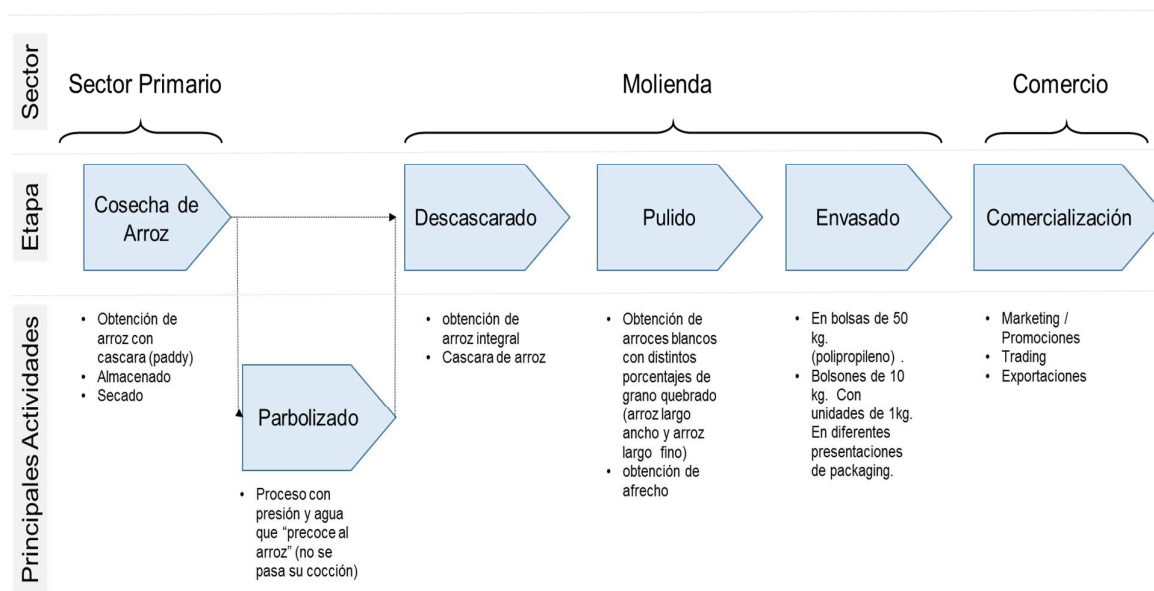 Sector
Sector Primario
Molienda
Comercio
Etapa
Cosecha de
Arroz
Descascarado
Pulido
Envasado
Comercialización
Parbolizado
Principales Actividades
• Obtención de
arroz con
cascara (paddy)
• Almacenado
• Secado
• Proceso con
presión y agua
que “precoce al
arroz” (no se
pasa su cocción)
• obtención de
arroz integral
• Cascara de arroz
• Obtención de
arroces blancos
con distintos
porcentajes de
grano quebrado
(arroz largo
ancho y arroz
largo fino)
• obtención de
afrecho
• En bolsas de 50
kg.
(polipropileno) .
• Bolsones de 10
kg. Con
unidades de 1kg.
En diferentes
presentaciones
de packaging.
• Marketing /
Promociones
• Trading
• Exportaciones